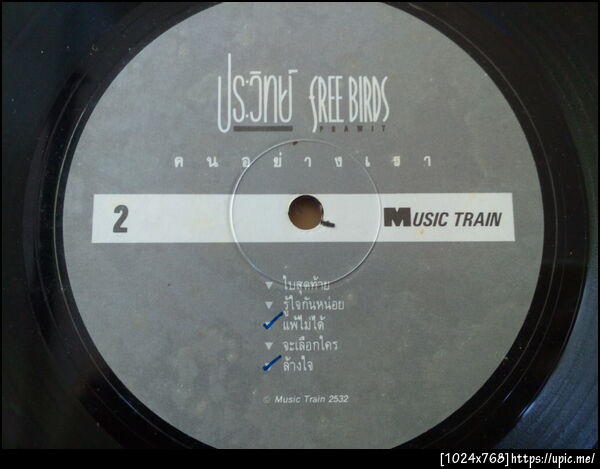 ประวิทย์ FREE BIRDS
PRAWIT
คนอย่างเรา
2
MUSIC TRAIN
ใบสุดท้าย
รู้ใจกันหน่อย
แพ้ไม่ได้
จะเลือกใคร
ล้างใจ
© Music Train 2532
[1024x768]https://upic.me/